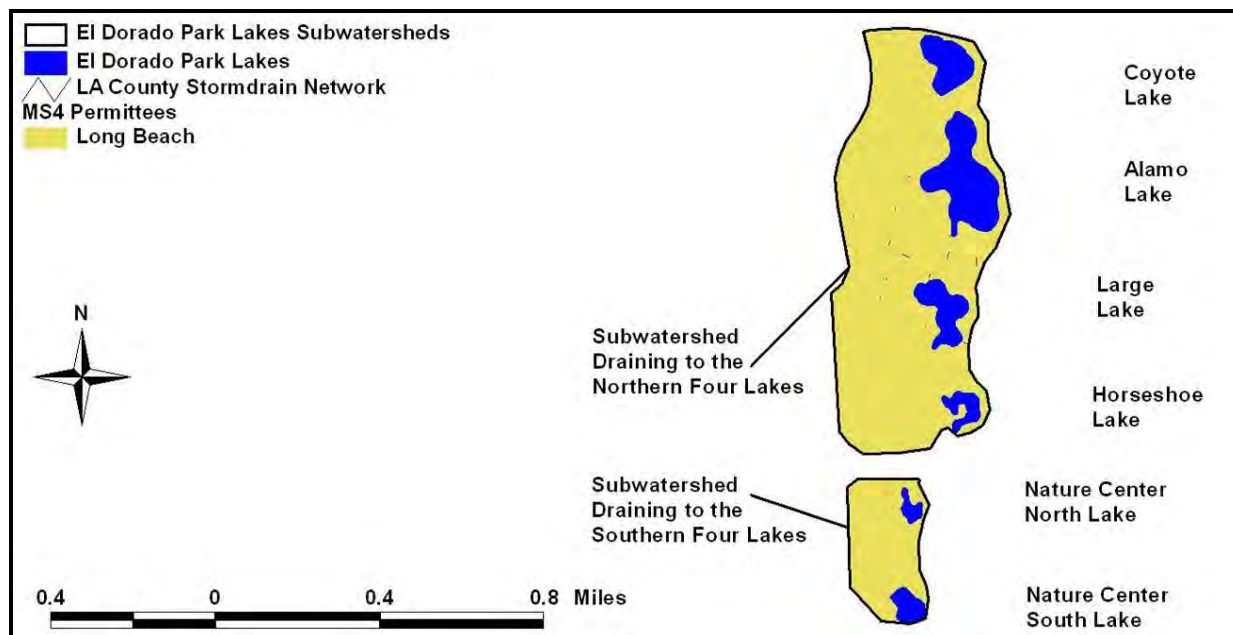 El Dorado Park Lakes Subwatersheds
El Dorado Park Lakes
LA County Stormdrain Network
MS4 Permittees
Long Beach
Coyote
Lake
Alamo
Lake
Large
Lake
N
Subwatershed
Draining to the
Northern Four Lakes
Horseshoe
Lake
Subwatershed
Draining to the
Southern Four Lakes
Nature Center
North Lake
0.4 0 0.4 0.8 Miles
Nature Center
South Lake